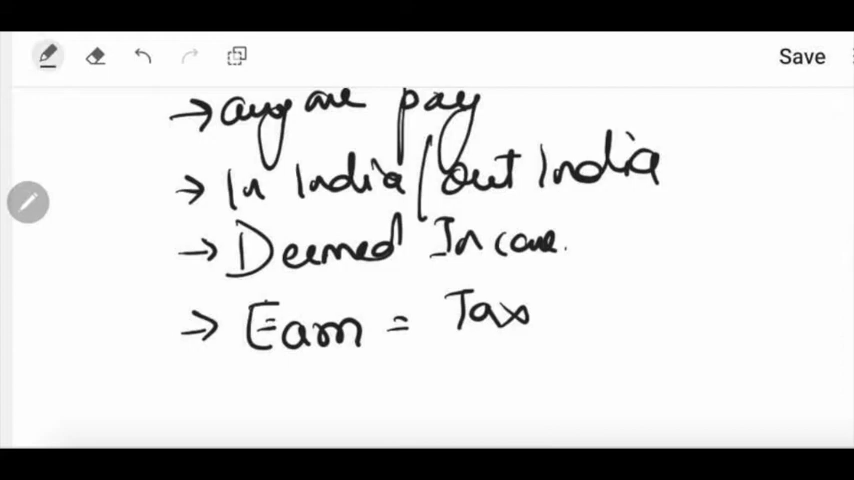 Save
→ anyone pay
→ In India / out India
→ Deemed Income.
→ Earn = Tax